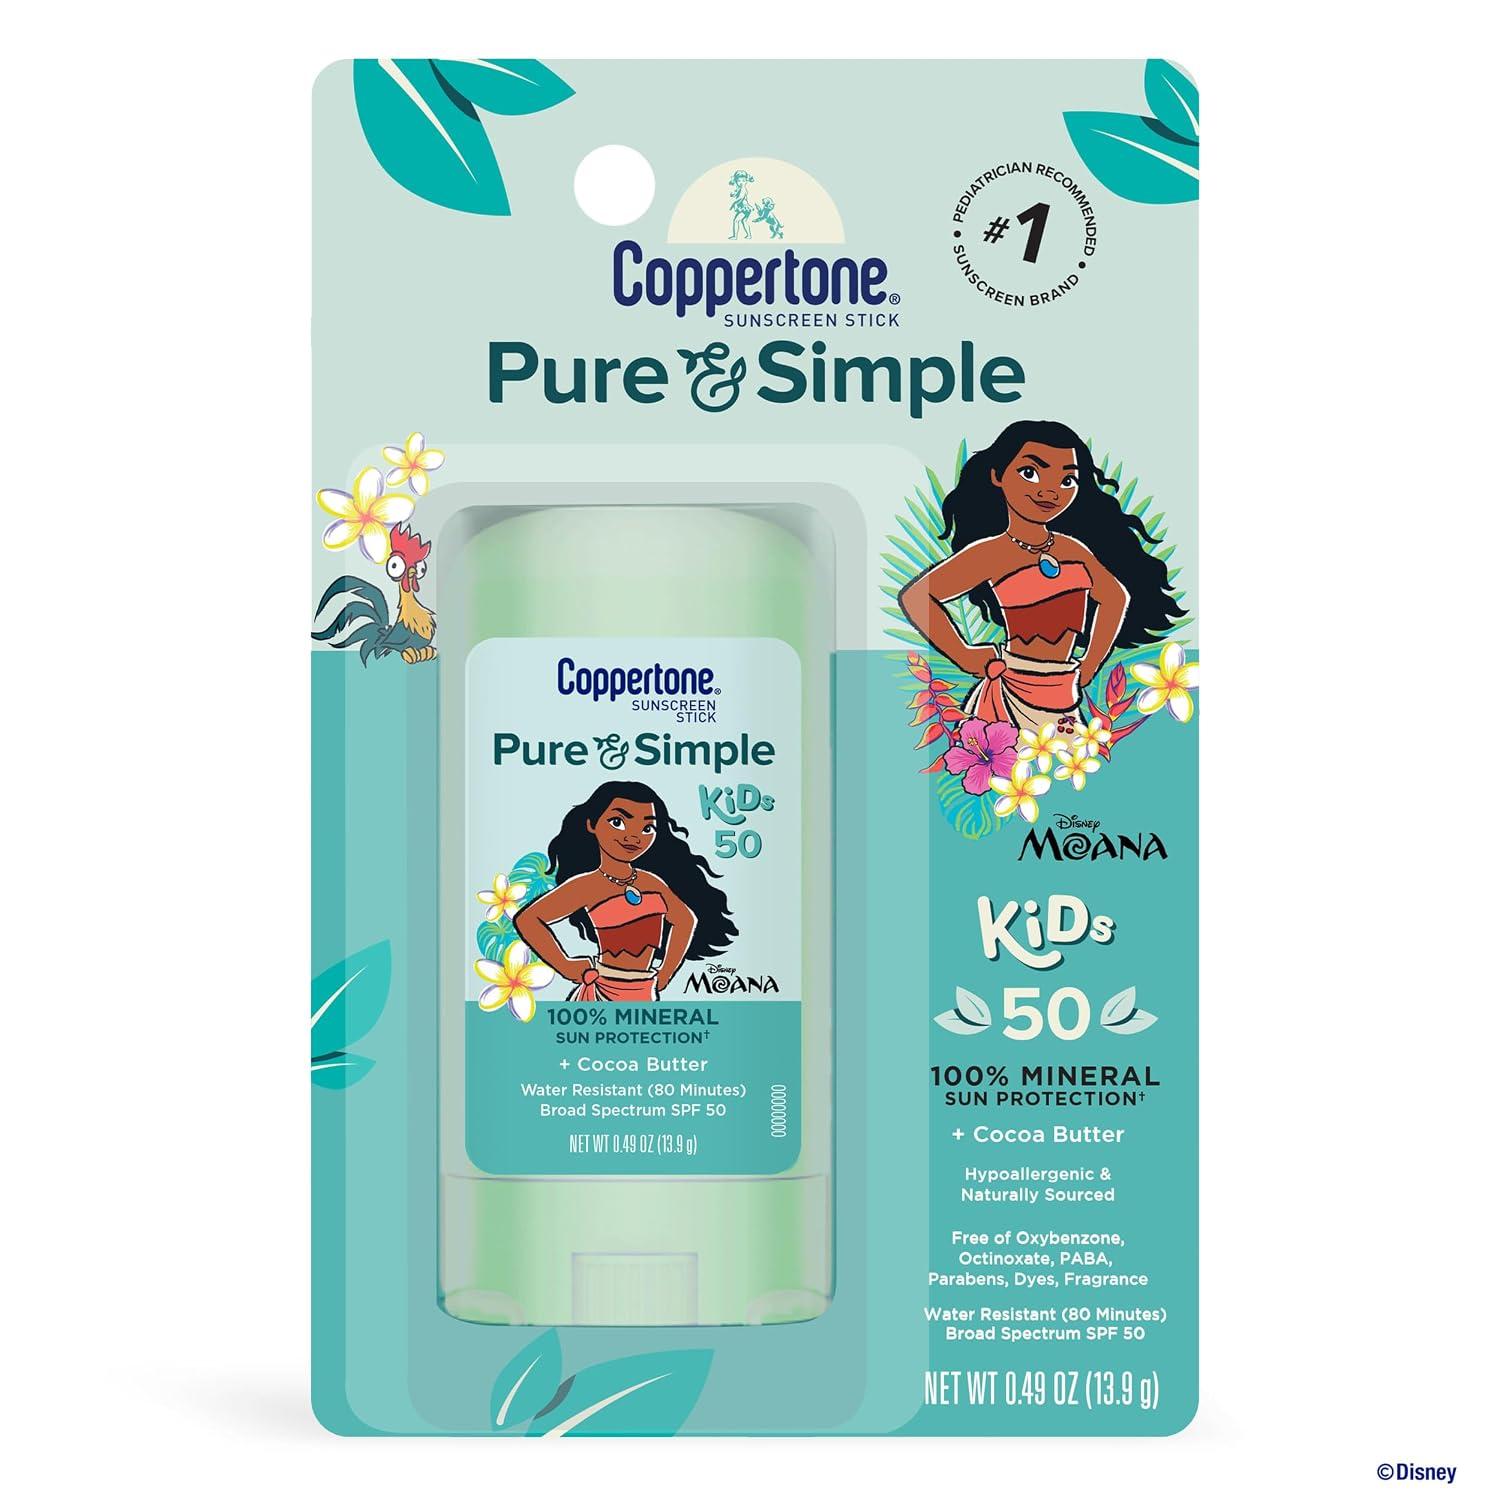 PEDIATRICIAN RECOMMENDED
#1
SUNSCREEN BRAND
Coppertone®
SUNSCREEN STICK
Pure & Simple
Disney
MOANA
KiDs
50
100% MINERAL
SUN PROTECTION†
+ Cocoa Butter
Hypoallergenic &
Naturally Sourced
Free of Oxybenzone,
Octinoxate, PABA,
Parabens, Dyes, Fragrance
Water Resistant (80 Minutes)
Broad Spectrum SPF 50
NET WT 0.49 OZ (13.9 g)
Coppertone®
SUNSCREEN
STICK
Pure & Simple
KiDs
50
Disney
MOANA
100% MINERAL
SUN PROTECTION†
+ Cocoa Butter
Water Resistant (80 Minutes)
Broad Spectrum SPF 50
NET WT 0.49 OZ (13.9 g)
00000000
©Disney